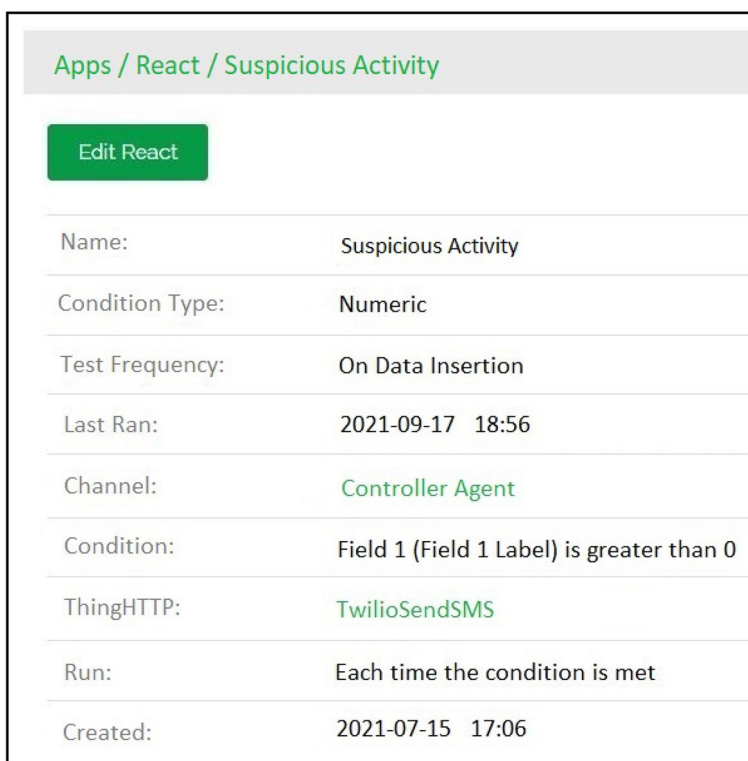 Apps / React / Suspicious Activity
Edit React
Name: Suspicious Activity
Condition Type: Numeric
Test Frequency: On Data Insertion
Last Ran: 2021-09-17 18:56
Channel: Controller Agent
Condition: Field 1 (Field 1 Label) is greater than 0
ThingHTTP: TwilioSendSMS
Run: Each time the condition is met
Created: 2021-07-15 17:06